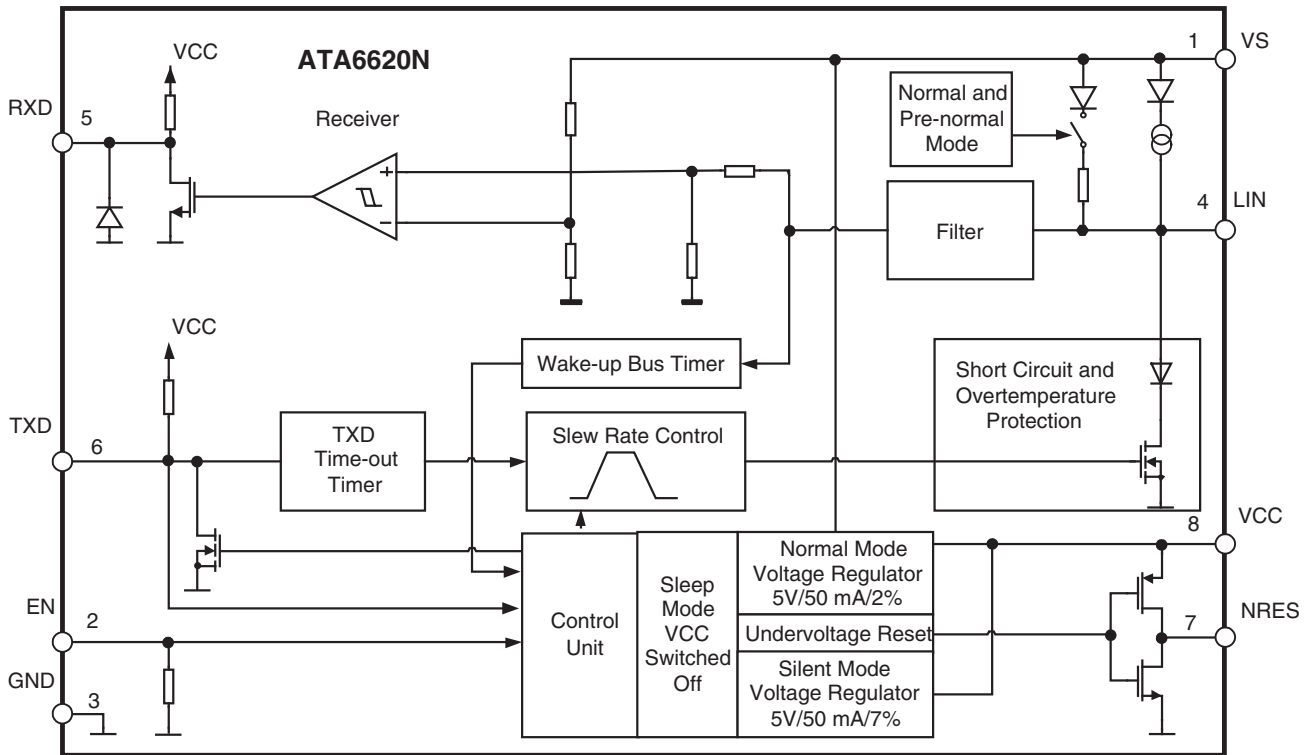 VCC
ATA6620N
1
VS
RXD
5
Receiver
Normal and
Pre-normal
Mode
+
−
Filter
4
LIN
VCC
Wake-up Bus Timer
Short Circuit and
Overtemperature
Protection
TXD
6
TXD
Time-out
Timer
Slew Rate Control
8
VCC
Normal Mode
Voltage Regulator
5V/50 mA/2%
Sleep
Mode
VCC
Switched
Off
EN
2
Control
Unit
Undervoltage Reset
7
NRES
GND
3
Silent Mode
Voltage Regulator
5V/50 mA/7%